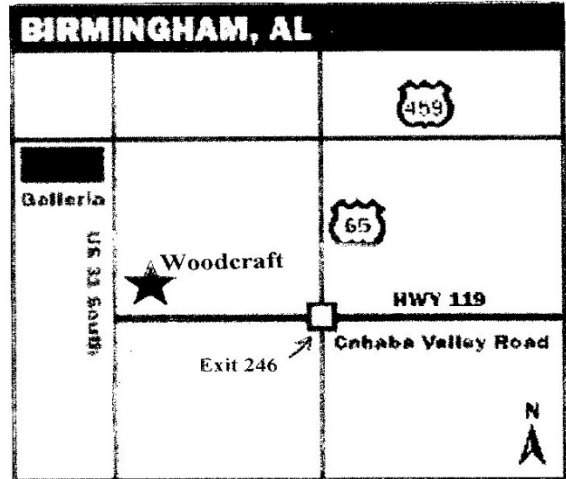 BIRMINGHAM, AL
459
Galleria
65
US 31 South
Woodcraft
HWY 119
Cahaba Valley Road
Exit 246
N